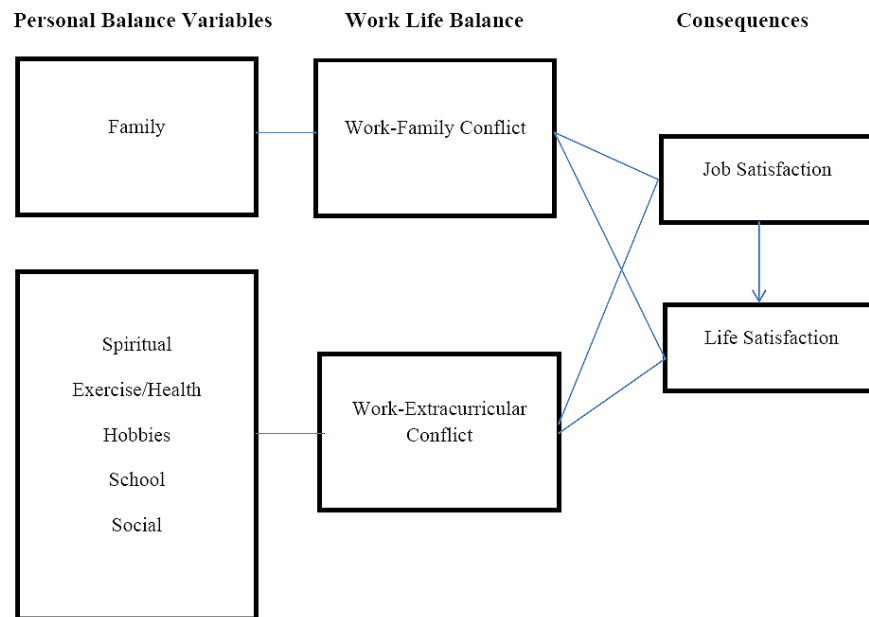 Personal Balance Variables
Work Life Balance
Consequences
Family
Work-Family Conflict
Job Satisfaction
Life Satisfaction
Spiritual
Exercise/Health
Hobbies
School
Social
Work-Extracurricular
Conflict